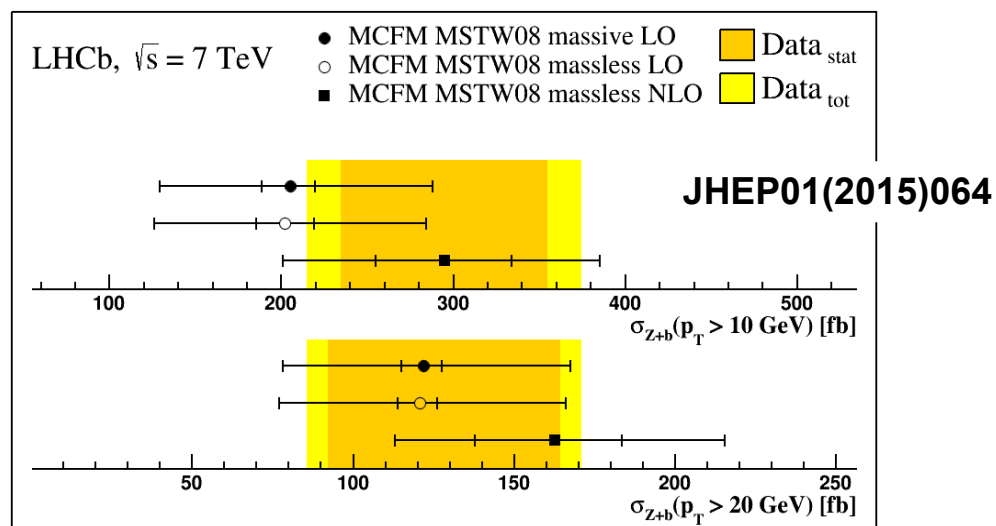 LHCb, √s = 7 TeV
MCFM MSTW08 massive LO
MCFM MSTW08 massless LO
MCFM MSTW08 massless NLO
Data stat
Data tot
JHEP01(2015)064
100 200 300 400 500
σZ+b(pT > 10 GeV) [fb]
50 100 150 200 250
σZ+b(pT > 20 GeV) [fb]